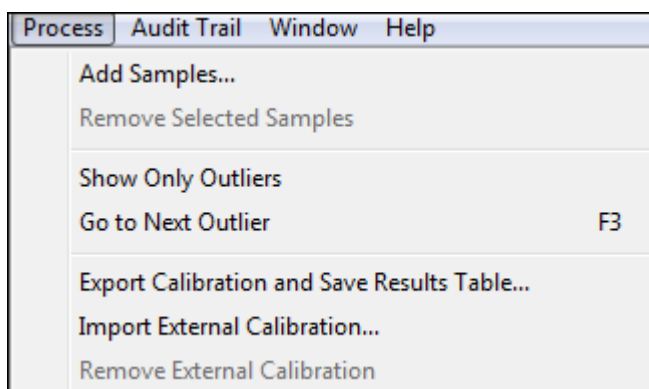 Process Audit Trail Window Help
Add Samples...
Remove Selected Samples
Show Only Outliers
Go to Next Outlier F3
Export Calibration and Save Results Table...
Import External Calibration...
Remove External Calibration